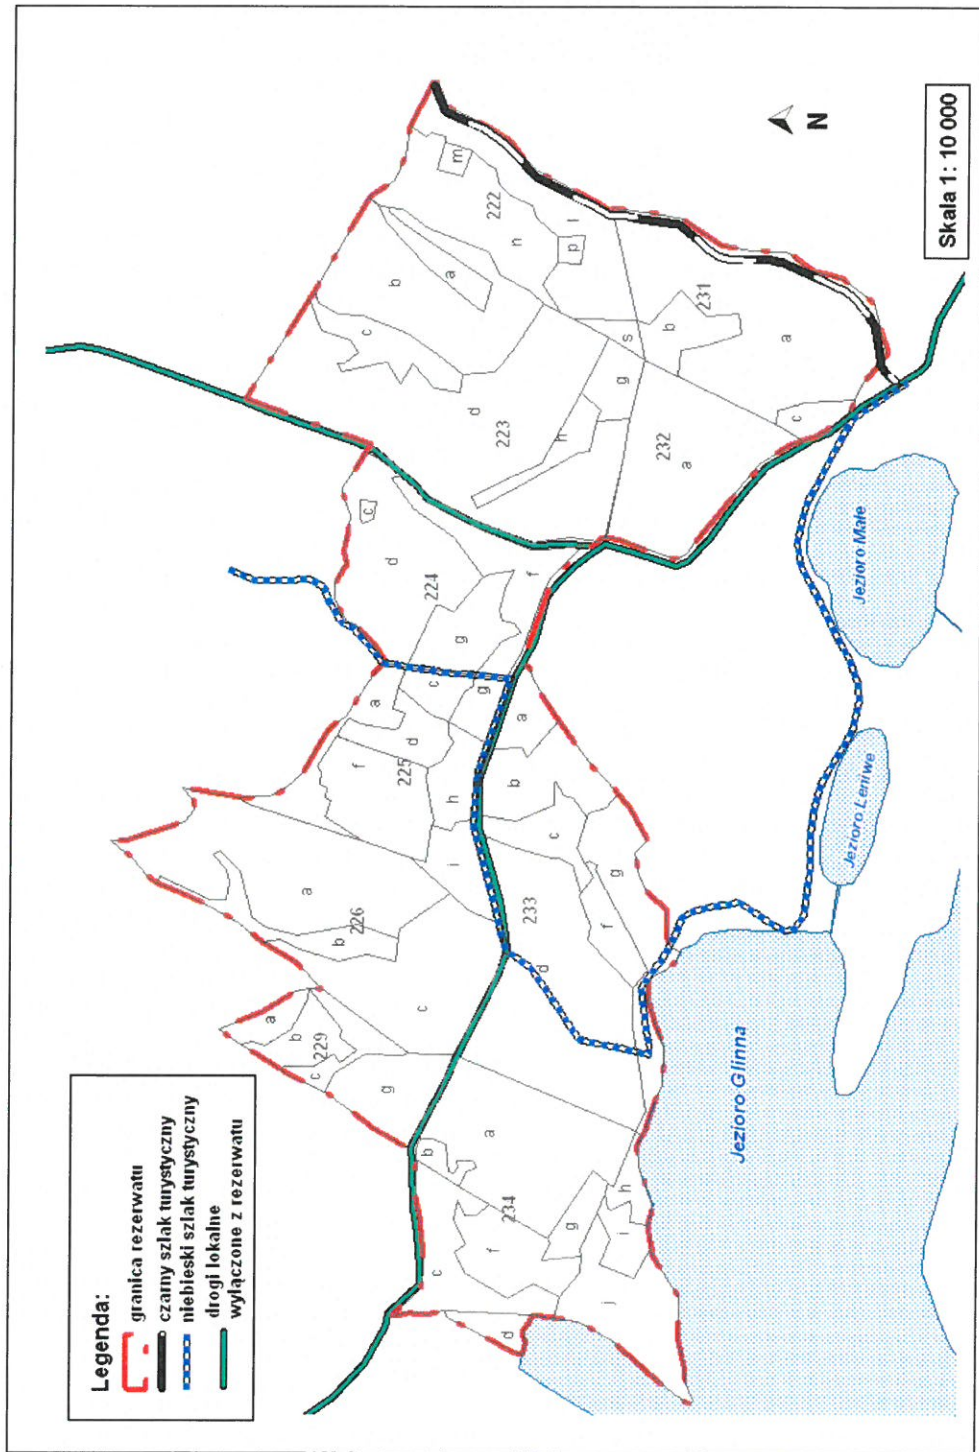 Legenda:
granica rezerwatu
czarny szlak turystyczny
niebieski szlak turystyczny
drogi lokalne
wyłączone z rezerwatu
a
b
229
c
g
b
a
226
c
f
a
d
225
h
i
c
g
c
d
224
g
f
b
a
c
m
222
n
l
p
d
223
h
g
s
b
231
a
c
232
a
a
b
c
233
g
f
d
b
a
234
c
f
g
h
i
j
d
Jezioro Glinna
Jezioro Leniwe
Jezioro Małe
N
Skala 1: 10 000